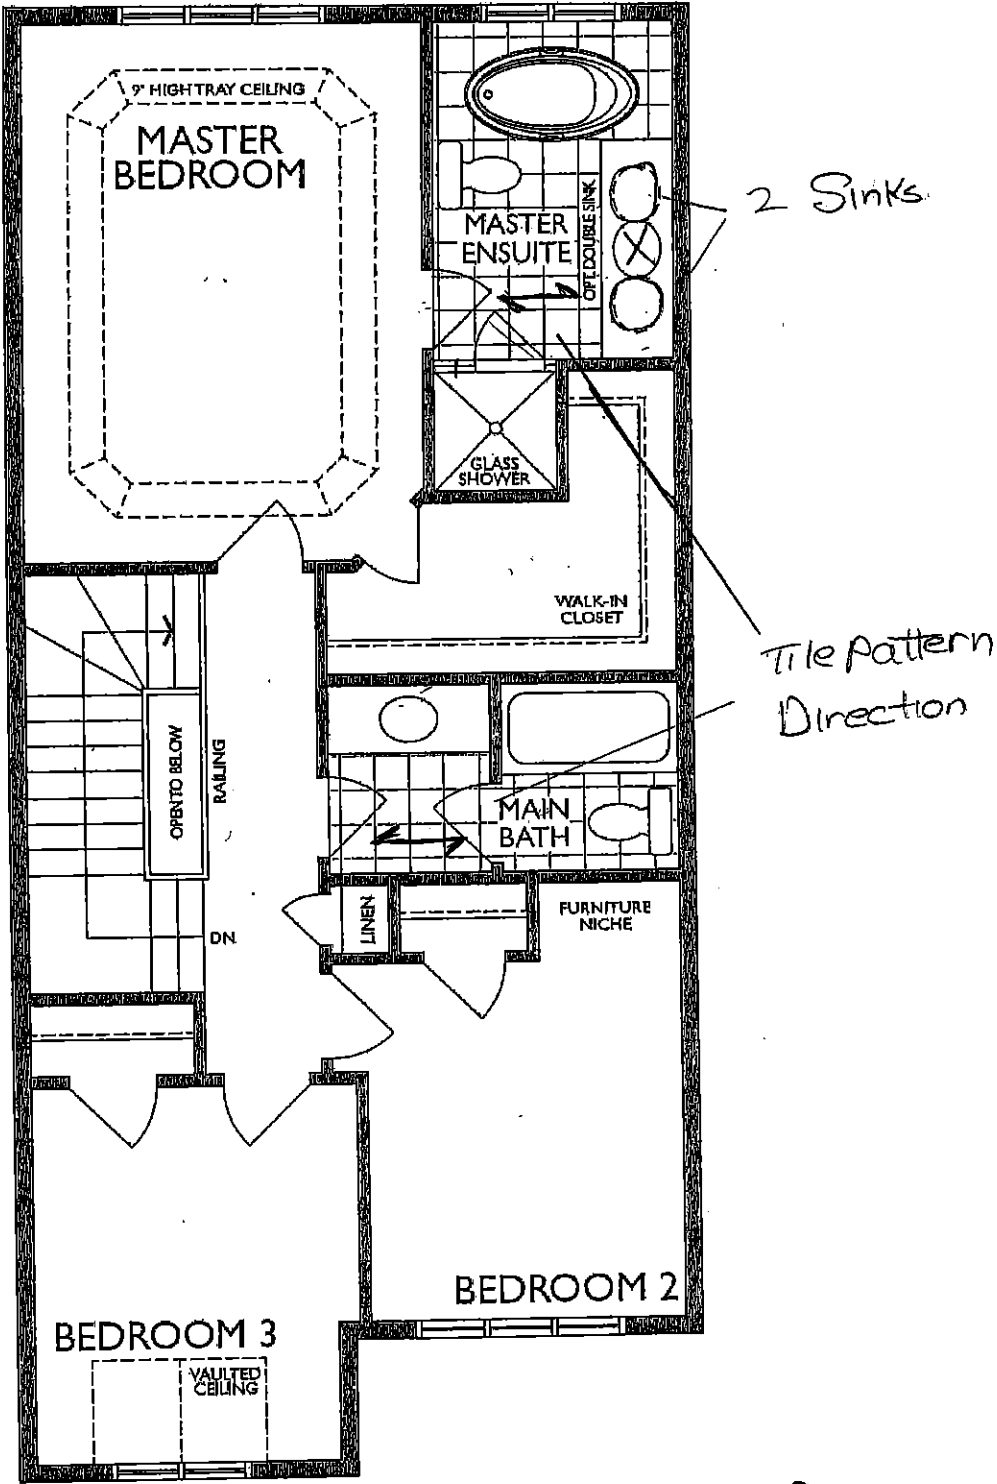 9' HIGH TRAY CEILING
MASTER
BEDROOM
MASTER
ENSUITE
OPT. DOUBLE SINK
2 Sinks
GLASS
SHOWER
WALK-IN
CLOSET
Tile Pattern
Direction
OPEN TO BELOW
RAILING
MAIN
BATH
DN.
LINEN
FURNITURE
NICHE
BEDROOM 2
BEDROOM 3
VAULTED
CEILING